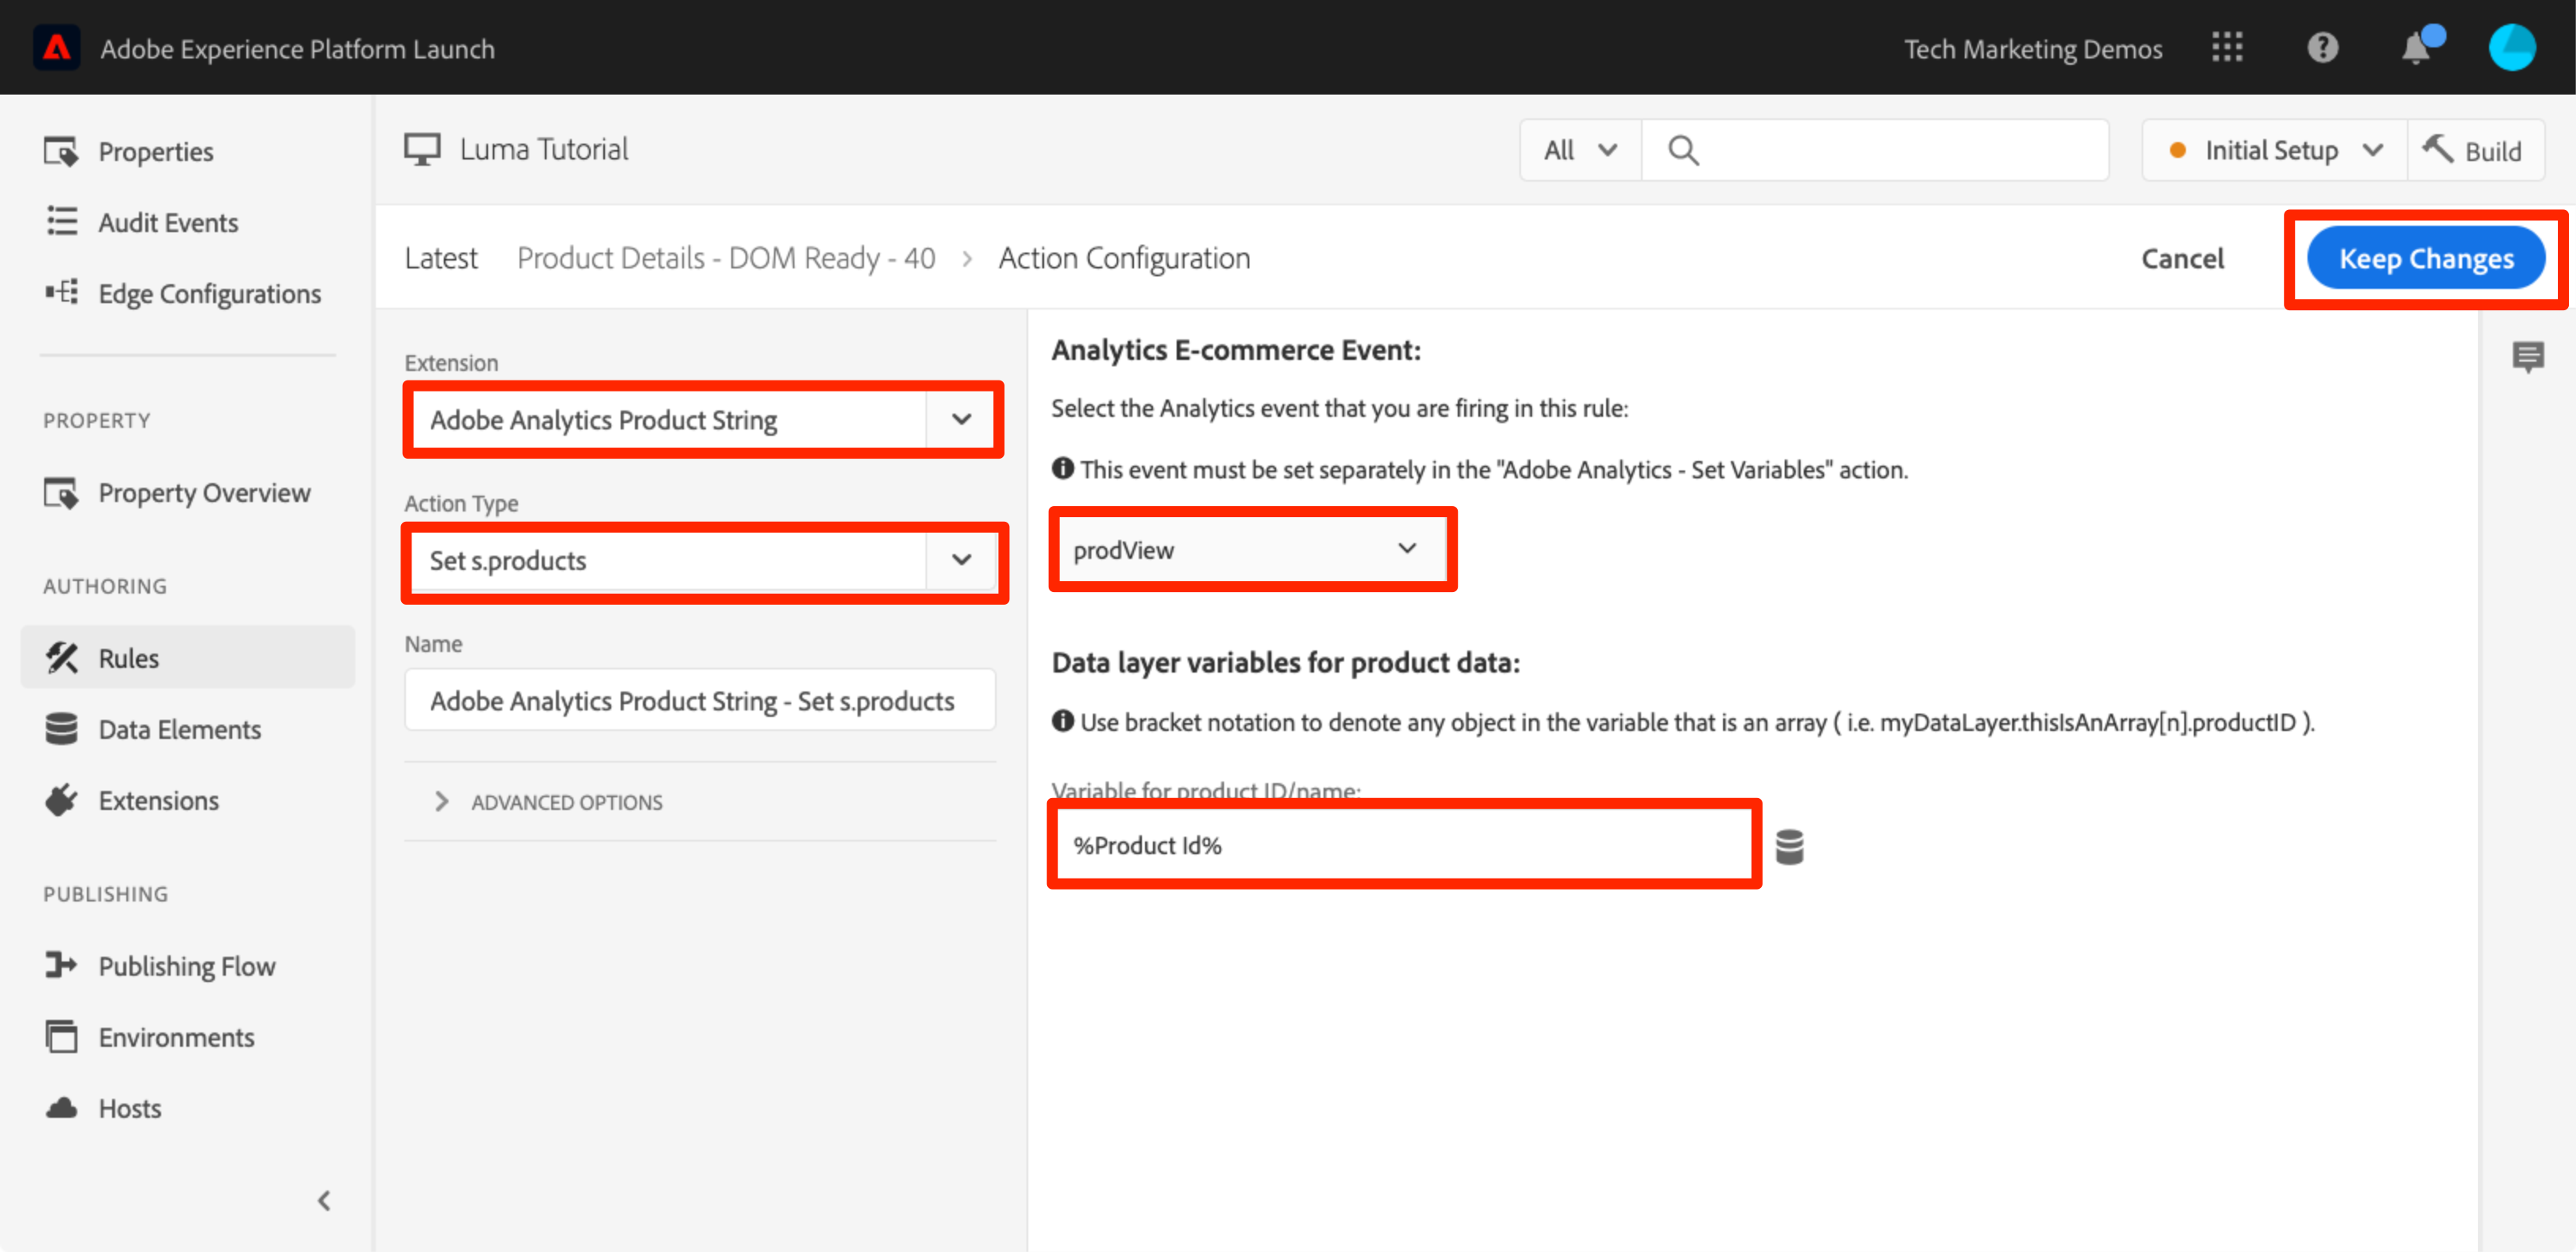 Adobe Experience Platform Launch
Tech Marketing Demos
Properties
Audit Events
Edge Configurations
PROPERTY
Property Overview
AUTHORING
Rules
Data Elements
Extensions
PUBLISHING
Publishing Flow
Environments
Hosts
Luma Tutorial
All
Initial Setup
Build
Latest
Product Details - DOM Ready - 40 > Action Configuration
Cancel
Keep Changes
Extension
Adobe Analytics Product String
Action Type
Set s.products
Name
Adobe Analytics Product String - Set s.products
ADVANCED OPTIONS
Analytics E-commerce Event:
Select the Analytics event that you are firing in this rule:
This event must be set separately in the "Adobe Analytics - Set Variables" action.
prodView
Data layer variables for product data:
Use bracket notation to denote any object in the variable that is an array ( i.e. myDataLayer.thisIsAnArray[n].productID ).
Variable for product ID/name:
%Product Id%